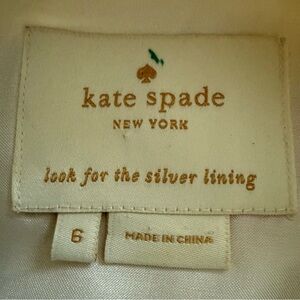 kate spade
NEW YORK
look for the silver lining
6
MADE IN CHINA